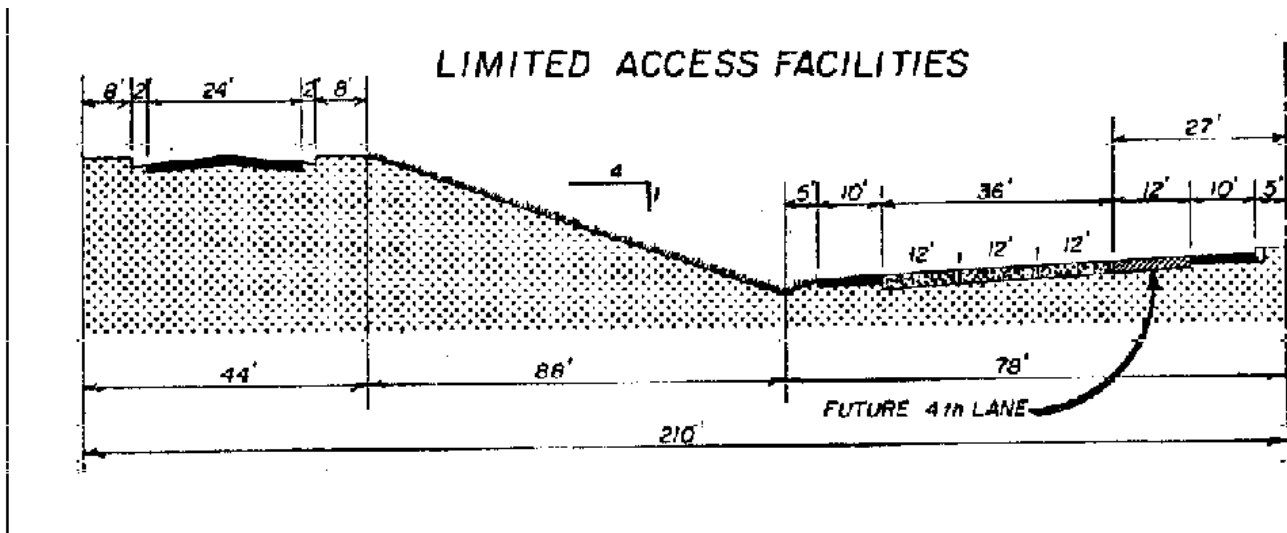 LIMITED ACCESS FACILITIES
8' 2' 24' 2' 8'
27'
4
1
5' 10' 36' 12' 10' 5'
12' 12' 12'
44' 88' 78'
FUTURE 4th LANE
210'